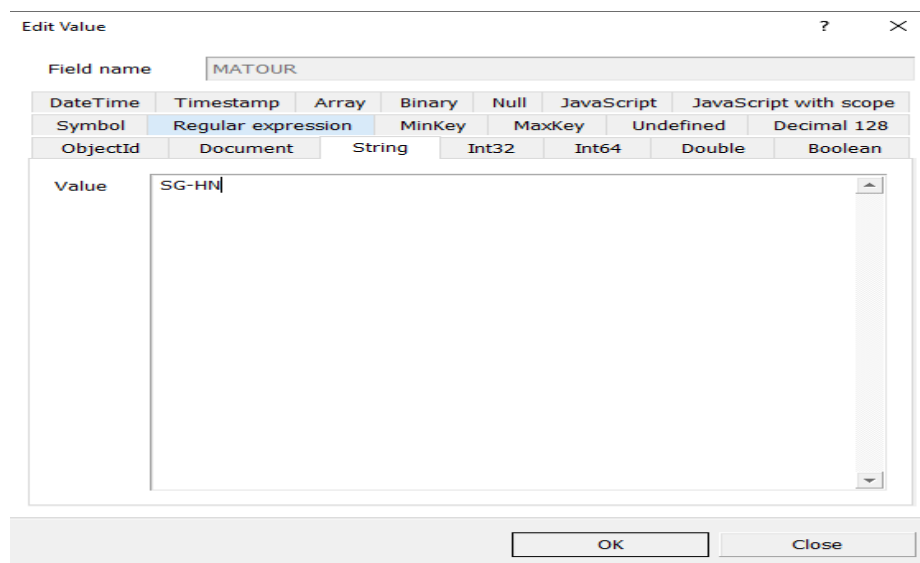 Edit Value ?
Field name MATOUR
DateTime Timestamp Array Binary Null JavaScript JavaScript with scope
Symbol Regular expression MinKey MaxKey Undefined Decimal 128
ObjectId Document String Int32 Int64 Double Boolean
Value SG-HN
OK Close